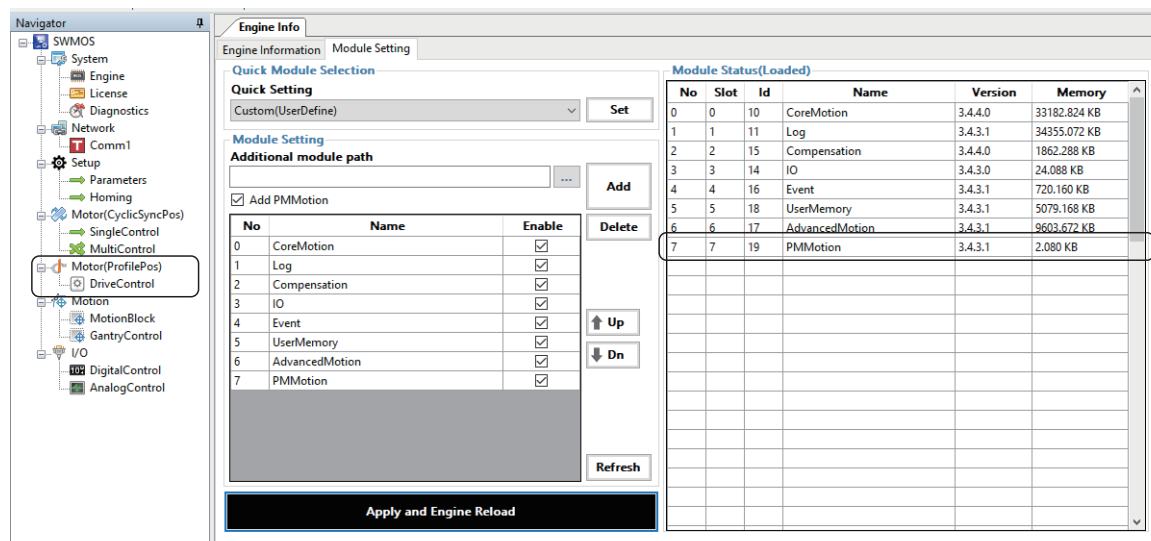 Navigator
SWMOS
System
Engine
License
Diagnostics
Network
Comm1
Setup
Parameters
Homing
Motor(CyclicSyncPos)
SingleControl
MultiControl
Motor(ProfilePos)
DriveControl
Motion
MotionBlock
GantryControl
I/O
DigitalControl
AnalogControl
Engine Info
Engine Information Module Setting
Quick Module Selection
Quick Setting
Custom(UserDefine) Set
Module Setting
Additional module path
... Add
Add PMMotion
No Name Enable Delete
0 CoreMotion
1 Log
2 Compensation
3 IO
4 Event Up
5 UserMemory
6 AdvancedMotion Dn
7 PMMotion
Refresh
Apply and Engine Reload
Module Status(Loaded)
No Slot Id Name Version Memory
0 0 10 CoreMotion 3.4.4.0 33182.824 KB
1 1 11 Log 3.4.3.1 34355.072 KB
2 2 15 Compensation 3.4.4.0 1862.288 KB
3 3 14 IO 3.4.3.0 24.088 KB
4 4 16 Event 3.4.3.1 720.160 KB
5 5 18 UserMemory 3.4.3.1 5079.168 KB
6 6 17 AdvancedMotion 3.4.3.1 9603.672 KB
7 7 19 PMMotion 3.4.3.1 2.080 KB